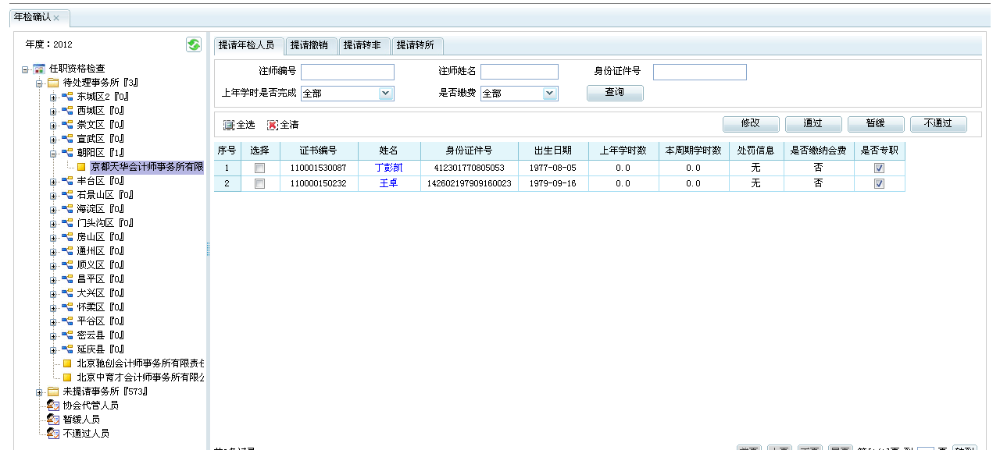 年检确认
年度：2012
任职资格检查
待处理事务所『3』
东城区2『0』
西城区『0』
崇文区『0』
宣武区『0』
朝阳区『1』
京都天华会计师事务所有限
丰台区『0』
石景山区『0』
海淀区『0』
门头沟区『0』
房山区『0』
通州区『0』
顺义区『0』
昌平区『0』
大兴区『0』
怀柔区『0』
平谷区『0』
密云县『0』
延庆县『0』
北京驰创会计师事务所有限责任
北京中育才会计师事务所有限公
未提请事务所『573』
协会代管人员
暂缓人员
不通过人员
提请年检人员 提请撤销 提请转非 提请转所
注师编号 注师姓名 身份证件号
上年学时是否完成 全部 是否缴费 全部 查询
全选 全清 修改 通过 暂缓 不通过
序号 选择 证书编号 姓名 身份证件号 出生日期 上年学时数 本周期学时数 处罚信息 是否缴纳会费 是否专职
1 110001530087 丁彭凯 412301770805053 1977-08-05 0.0 0.0 无 否
2 110000150232 王卓 142602197909160023 1979-09-16 0.0 0.0 无 否